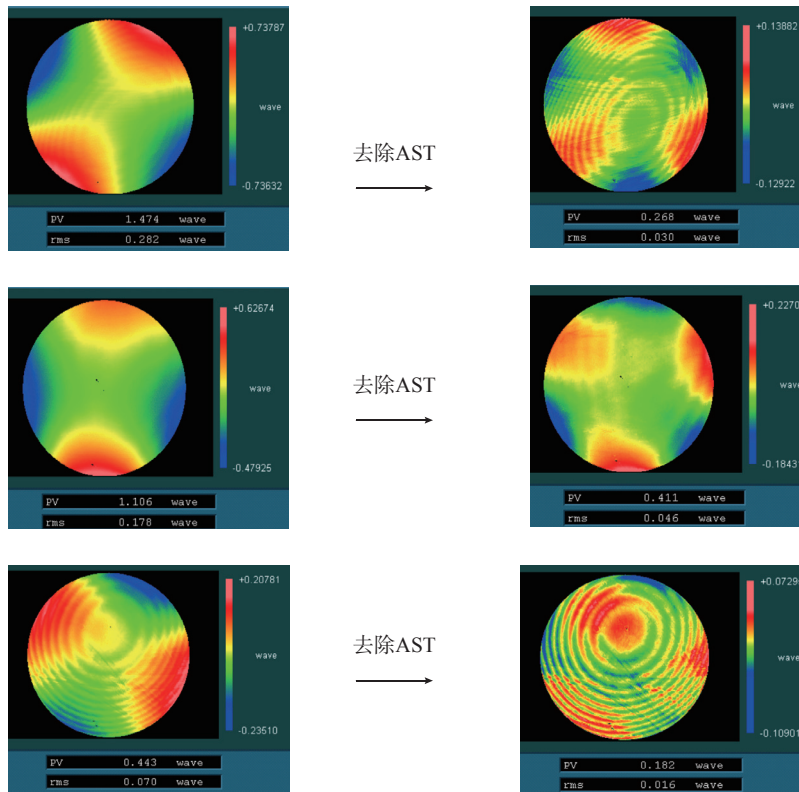 +0.73787
wave
-0.73632
PV 1.474 wave
rms 0.282 wave
去除AST
+0.13882
wave
-0.12922
PV 0.268 wave
rms 0.030 wave
+0.62674
wave
-0.47925
PV 1.106 wave
rms 0.178 wave
去除AST
+0.2270
wave
-0.1843
PV 0.411 wave
rms 0.046 wave
+0.20781
wave
-0.23510
PV 0.443 wave
rms 0.070 wave
去除AST
+0.0729
wave
-0.10901
PV 0.182 wave
rms 0.016 wave